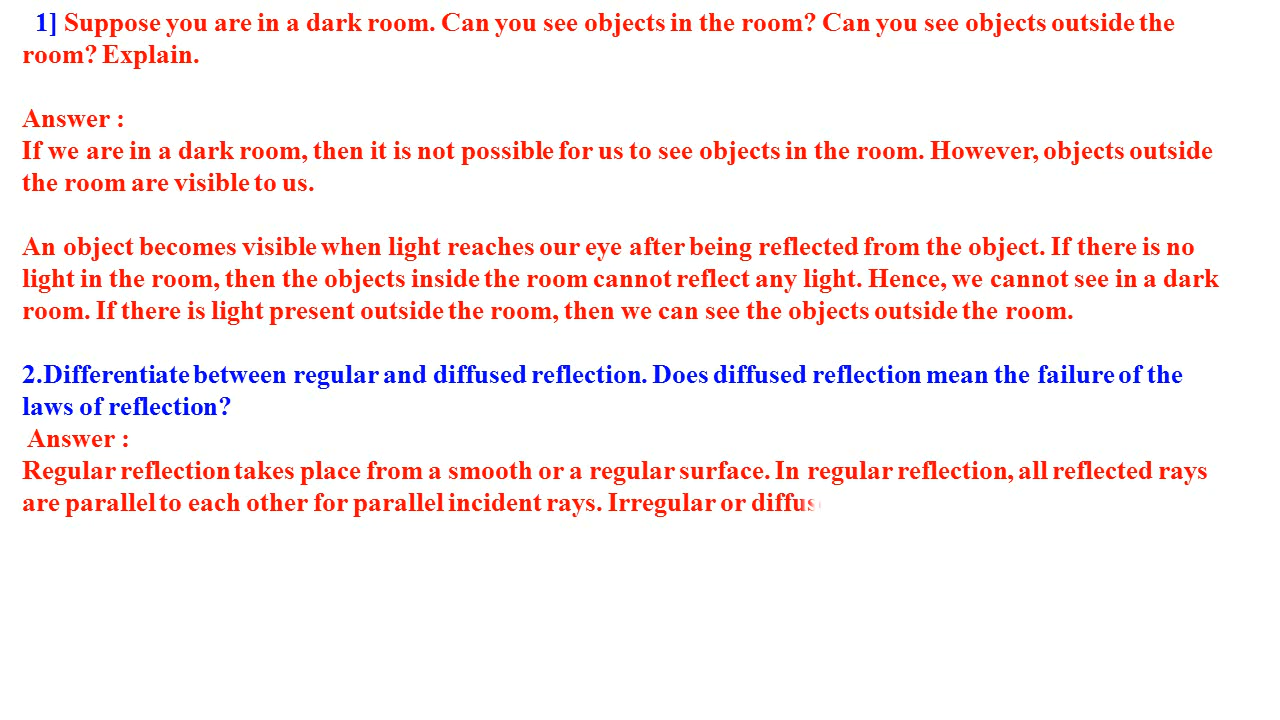 1] Suppose you are in a dark room. Can you see objects in the room? Can you see objects outside the
room? Explain.
Answer :
If we are in a dark room, then it is not possible for us to see objects in the room. However, objects outside
the room are visible to us.
An object becomes visible when light reaches our eye after being reflected from the object. If there is no
light in the room, then the objects inside the room cannot reflect any light. Hence, we cannot see in a dark
room. If there is light present outside the room, then we can see the objects outside the room.
2.Differentiate between regular and diffused reflection. Does diffused reflection mean the failure of the
laws of reflection?
Answer :
Regular reflection takes place from a smooth or a regular surface. In regular reflection, all reflected rays
are parallel to each other for parallel incident rays. Irregular or